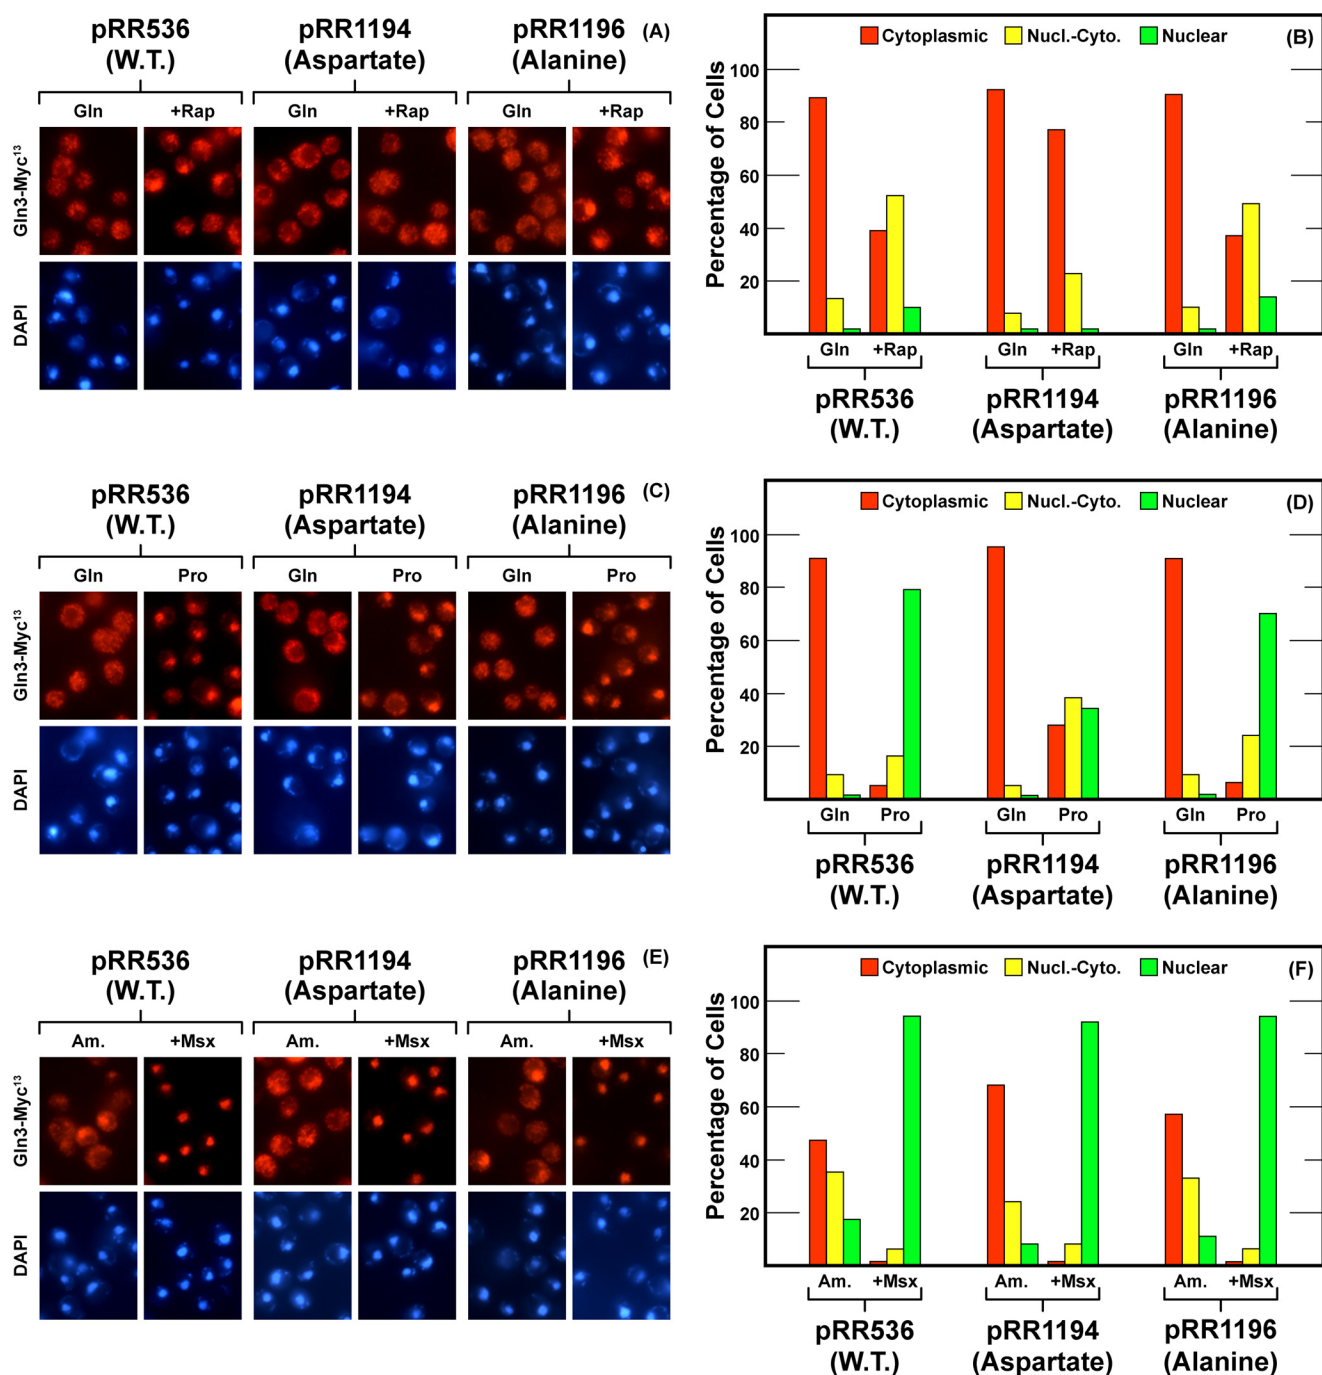 pRR536 pRR1194 pRR1196 (A)
(W.T.) (Aspartate) (Alanine)
Gln +Rap Gln +Rap Gln +Rap
Gln3-Myc13
DAPI
Cytoplasmic Nucl.-Cyto. Nuclear (B)
Percentage of Cells
100
80
60
40
20
Gln +Rap Gln +Rap Gln +Rap
pRR536 pRR1194 pRR1196
(W.T.) (Aspartate) (Alanine)
pRR536 pRR1194 pRR1196 (C)
(W.T.) (Aspartate) (Alanine)
Gln Pro Gln Pro Gln Pro
Gln3-Myc13
DAPI
Cytoplasmic Nucl.-Cyto. Nuclear (D)
Percentage of Cells
100
80
60
40
20
Gln Pro Gln Pro Gln Pro
pRR536 pRR1194 pRR1196
(W.T.) (Aspartate) (Alanine)
pRR536 pRR1194 pRR1196 (E)
(W.T.) (Aspartate) (Alanine)
Am. +Msx Am. +Msx Am. +Msx
Gln3-Myc13
DAPI
Cytoplasmic Nucl.-Cyto. Nuclear (F)
Percentage of Cells
100
80
60
40
20
Am. +Msx Am. +Msx Am. +Msx
pRR536 pRR1194 pRR1196
(W.T.) (Aspartate) (Alanine)